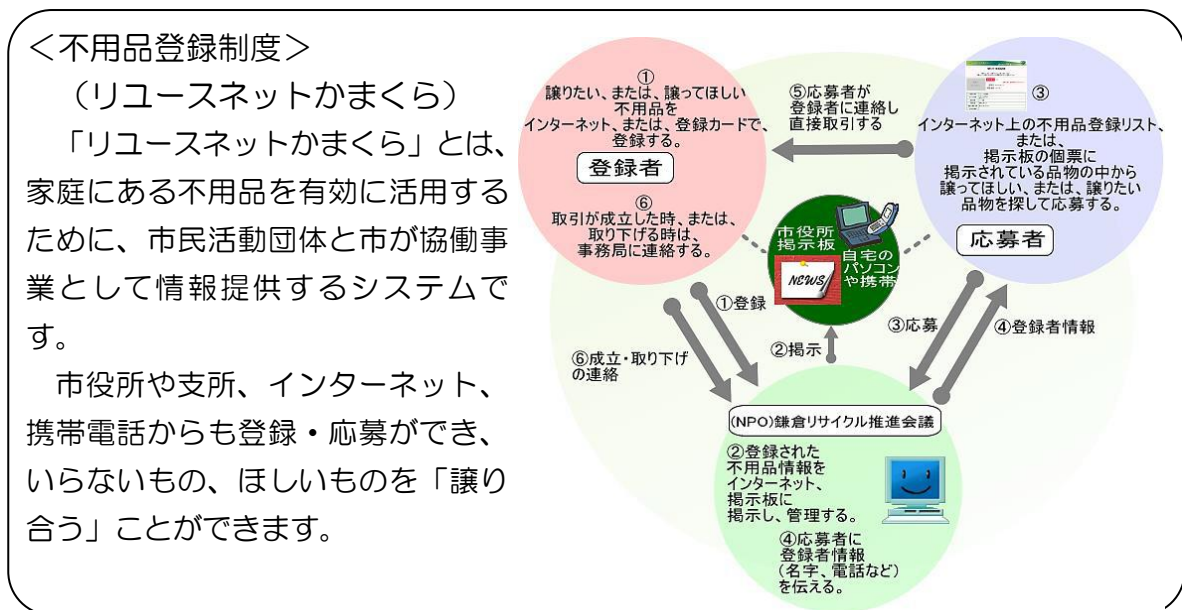 <不用品登録制度>
(リユースネットかまくら)
「リユースネットかまくら」とは、
家庭にある不用品を有効に活用する
ために、市民活動団体と市が協働事
業として情報提供するシステムで
す。
市役所や支所、インターネット、
携帯電話からも登録・応募ができ、
いらないもの、ほしいものを「譲り
合う」ことができます。
①
譲りたい、または、譲ってほしい
不用品を
インターネット、または、登録カードで、
登録する。
登録者
⑥
取引が成立した時、または、
取り下げる時は、
事務局に連絡する。
⑤応募者が
登録者に連絡し
直接取引する
③
インターネット上の不用品登録リスト、
または、
掲示板の個票に
掲示されている品物の中から
譲ってほしい、または、譲りたい
品物を探して応募する。
応募者
市役所
掲示板
自宅の
パソコン
や携帯
NEWS
①登録
⑥成立・取り下げ
の連絡
②掲示
③応募
④登録者情報
(NPO)鎌倉リサイクル推進会議
②登録された
不用品情報を
インターネット、
掲示板に
掲示し、管理する。
④応募者に
登録者情報
(名字、電話など)
を伝える。